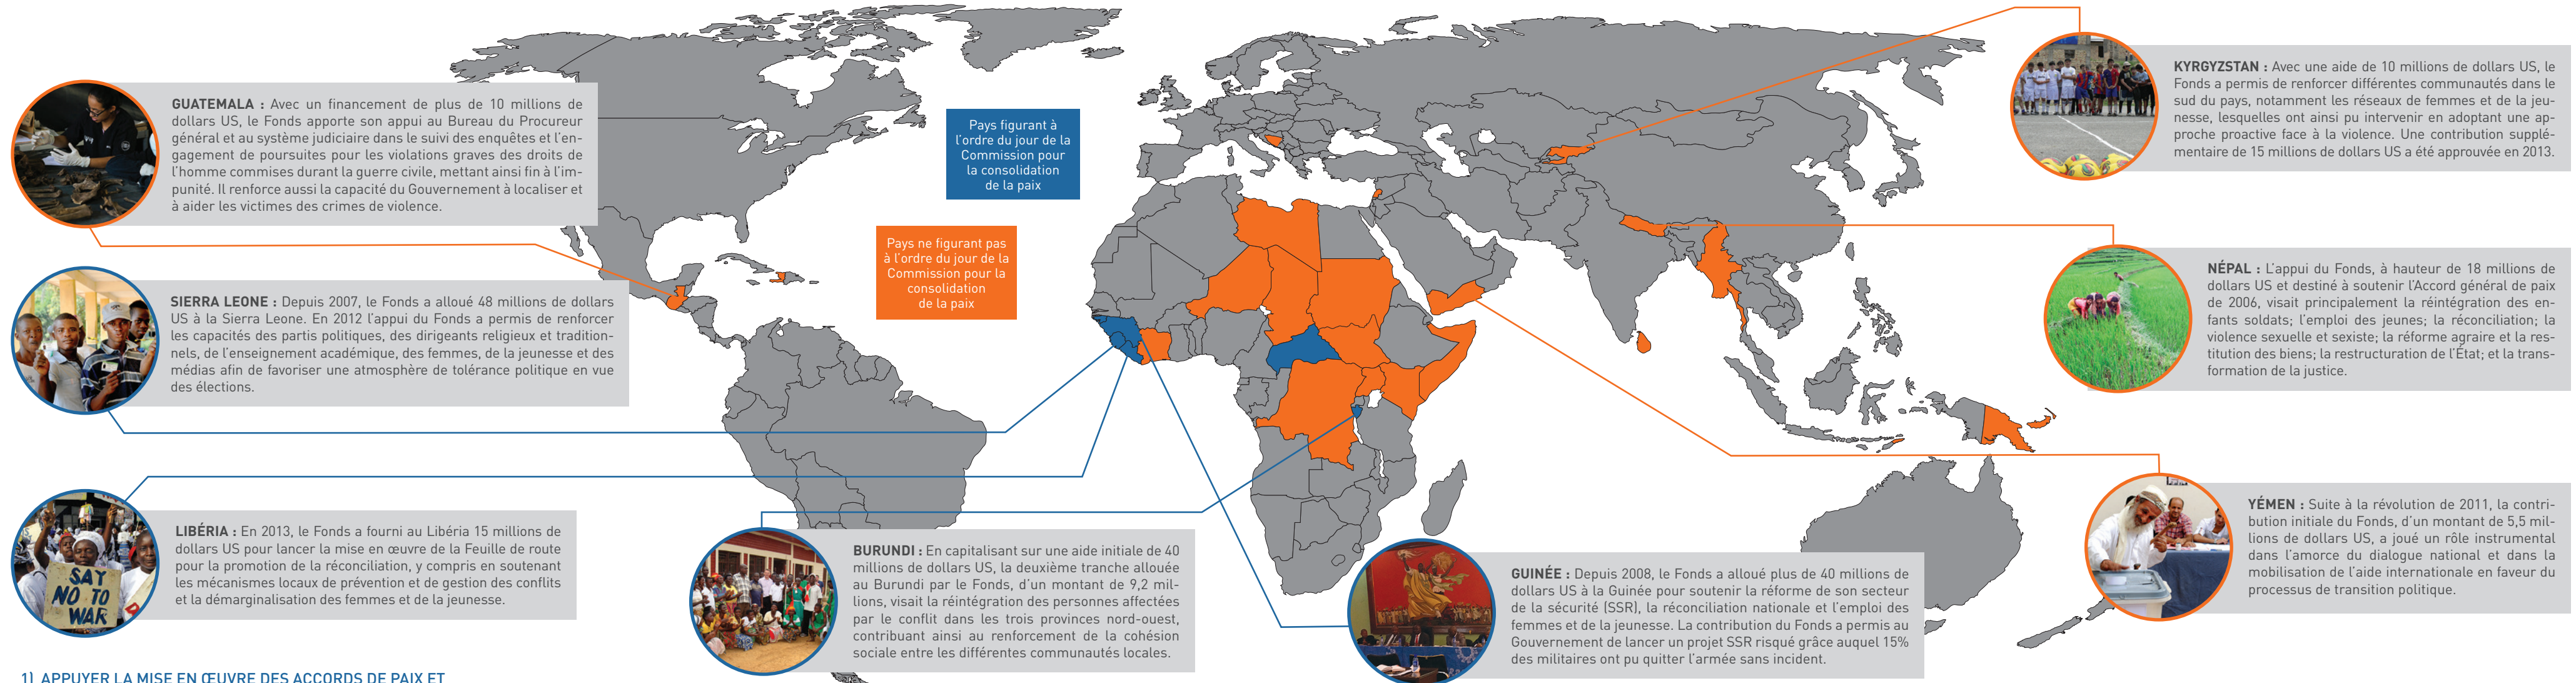 GUATEMALA : Avec un financement de plus de 10 millions de
dollars US, le Fonds apporte son appui au Bureau du Procureur
général et au système judiciaire dans le suivi des enquêtes et l'en-
gagement de poursuites pour les violations graves des droits de
l'homme commises durant la guerre civile, mettant ainsi fin à l'im-
punité. Il renforce aussi la capacité du Gouvernement à localiser et
à aider les victimes des crimes de violence.
SIERRA LEONE : Depuis 2007, le Fonds a alloué 48 millions de dollars
US à la Sierra Leone. En 2012 l'appui du Fonds a permis de renforcer
les capacités des partis politiques, des dirigeants religieux et tradition-
nels, de l'enseignement académique, des femmes, de la jeunesse et des
médias afin de favoriser une atmosphère de tolérance politique en vue
des élections.
SAY
NO TO
WAR
LIBÉRIA : En 2013, le Fonds a fourni au Libéria 15 millions de
dollars US pour lancer la mise en œuvre de la Feuille de route
pour la promotion de la réconciliation, y compris en soutenant
les mécanismes locaux de prévention et de gestion des conflits
et la démarginalisation des femmes et de la jeunesse.
1) APPUYER LA MISE EN ŒUVRE DES ACCORDS DE PAIX ET
Pays figurant à
l'ordre du jour de la
Commission pour
la consolidation
de la paix
Pays ne figurant pas
à l'ordre du jour de la
Commission pour la
consolidation
de la paix
BURUNDI : En capitalisant sur une aide initiale de 40
millions de dollars US, la deuxième tranche allouée
au Burundi par le Fonds, d'un montant de 9,2 mil-
lions, visait la réintégration des personnes affectées
par le conflit dans les trois provinces nord-ouest,
contribuant ainsi au renforcement de la cohésion
sociale entre les différentes communautés locales.
GUINÉE : Depuis 2008, le Fonds a alloué plus de 40 millions de
dollars US à la Guinée pour soutenir la réforme de son secteur
de la sécurité (SSR), la réconciliation nationale et l'emploi des
femmes et de la jeunesse. La contribution du Fonds a permis au
Gouvernement de lancer un projet SSR risqué grâce auquel 15%
des militaires ont pu quitter l'armée sans incident.
KYRGYZSTAN : Avec une aide de 10 millions de dollars US, le
Fonds a permis de renforcer différentes communautés dans le
sud du pays, notamment les réseaux de femmes et de la jeu-
nesse, lesquelles ont ainsi pu intervenir en adoptant une ap-
proche proactive face à la violence. Une contribution supplé-
mentaire de 15 millions de dollars US a été approuvée en 2013.
NÉPAL : L'appui du Fonds, à hauteur de 18 millions de
dollars US et destiné à soutenir l'Accord général de paix
de 2006, visait principalement la réintégration des en-
fants soldats; l'emploi des jeunes; la réconciliation; la
violence sexuelle et sexiste; la réforme agraire et la res-
titution des biens; la restructuration de l'État; et la trans-
formation de la justice.
YÉMEN : Suite à la révolution de 2011, la contri-
bution initiale du Fonds, d'un montant de 5,5 mil-
lions de dollars US, a joué un rôle instrumental
dans l'amorce du dialogue national et dans la
mobilisation de l'aide internationale en faveur du
processus de transition politique.